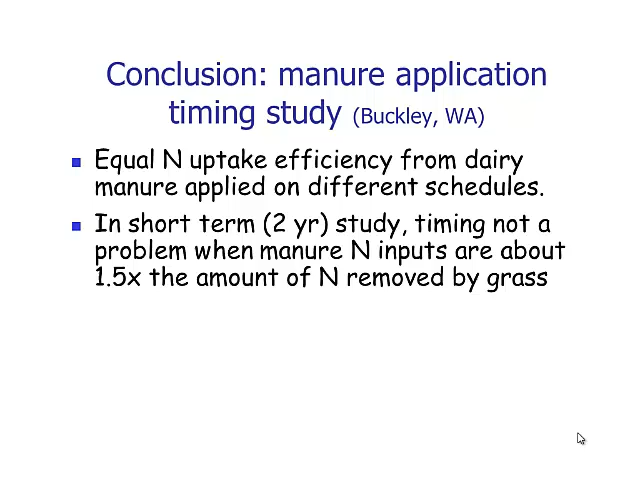 Conclusion: manure application
timing study (Buckley, WA)
Equal N uptake efficiency from dairy
manure applied on different schedules.
In short term (2 yr) study, timing not a
problem when manure N inputs are about
1.5x the amount of N removed by grass